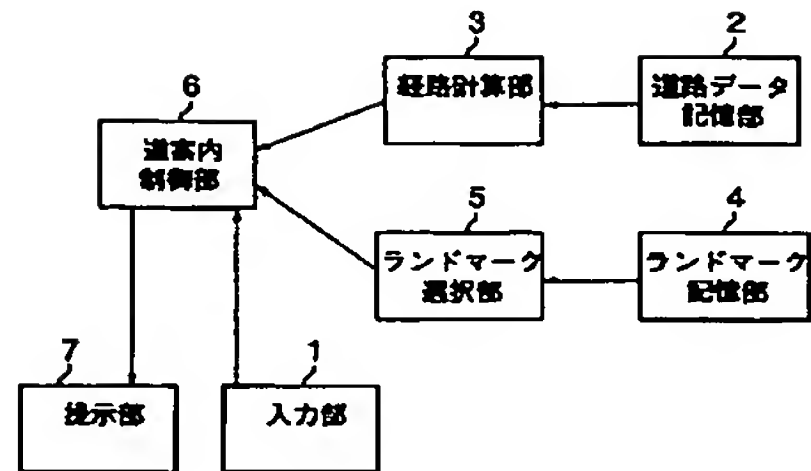 3
2
経路計算部
道路データ
記憶部
6
道案内
制御部
5
4
ランドマーク
選択部
ランドマーク
記憶部
7
1
提示部
入力部